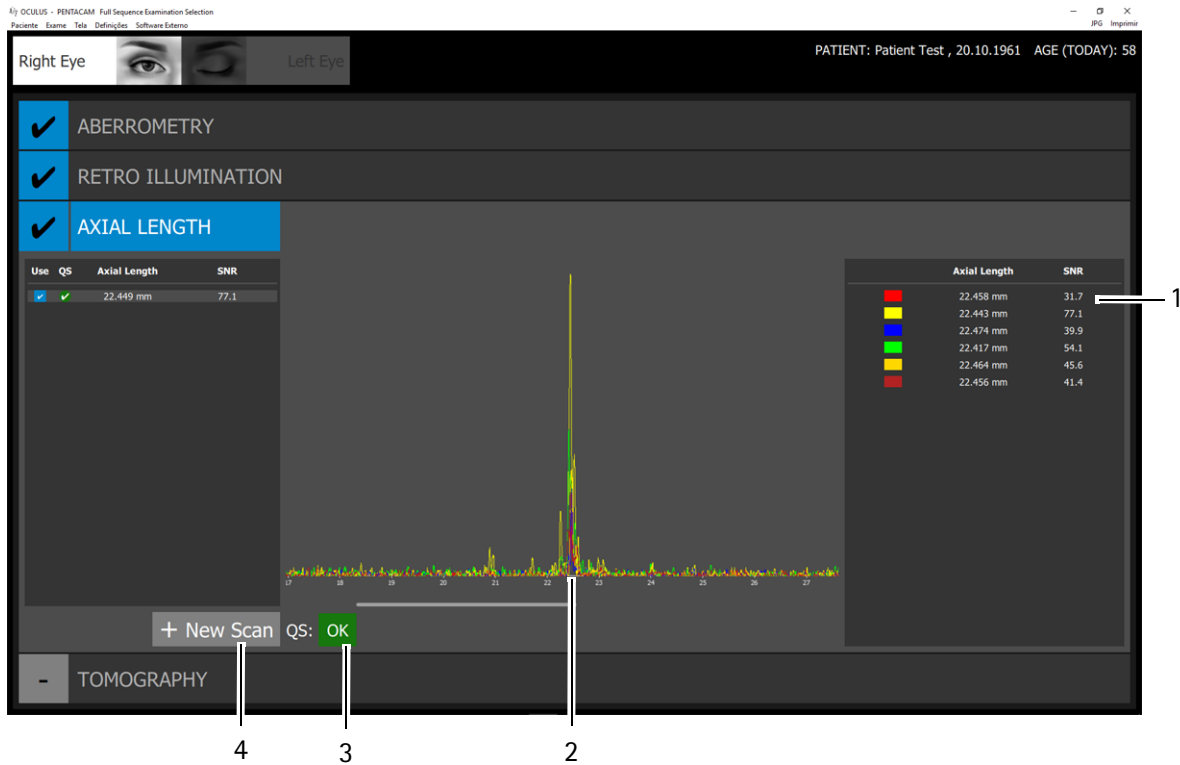 OCULUS - PENTACAM Full Sequence Examination Selection
Paciente Exame Tela Definições Software Externo
JPG Imprimir
Right Eye
Left Eye
PATIENT: Patient Test , 20.10.1961 AGE (TODAY): 58
ABERROMETRY
RETRO ILLUMINATION
AXIAL LENGTH
Use QS Axial Length SNR
22.449 mm 77.1
17 18 19 20 21 22 23 24 25 26 27
Axial Length SNR
22.458 mm 31.7
22.443 mm 77.1
22.474 mm 39.9
22.417 mm 54.1
22.464 mm 45.6
22.456 mm 41.4
1
+ New Scan QS: OK
- TOMOGRAPHY
4 3 2